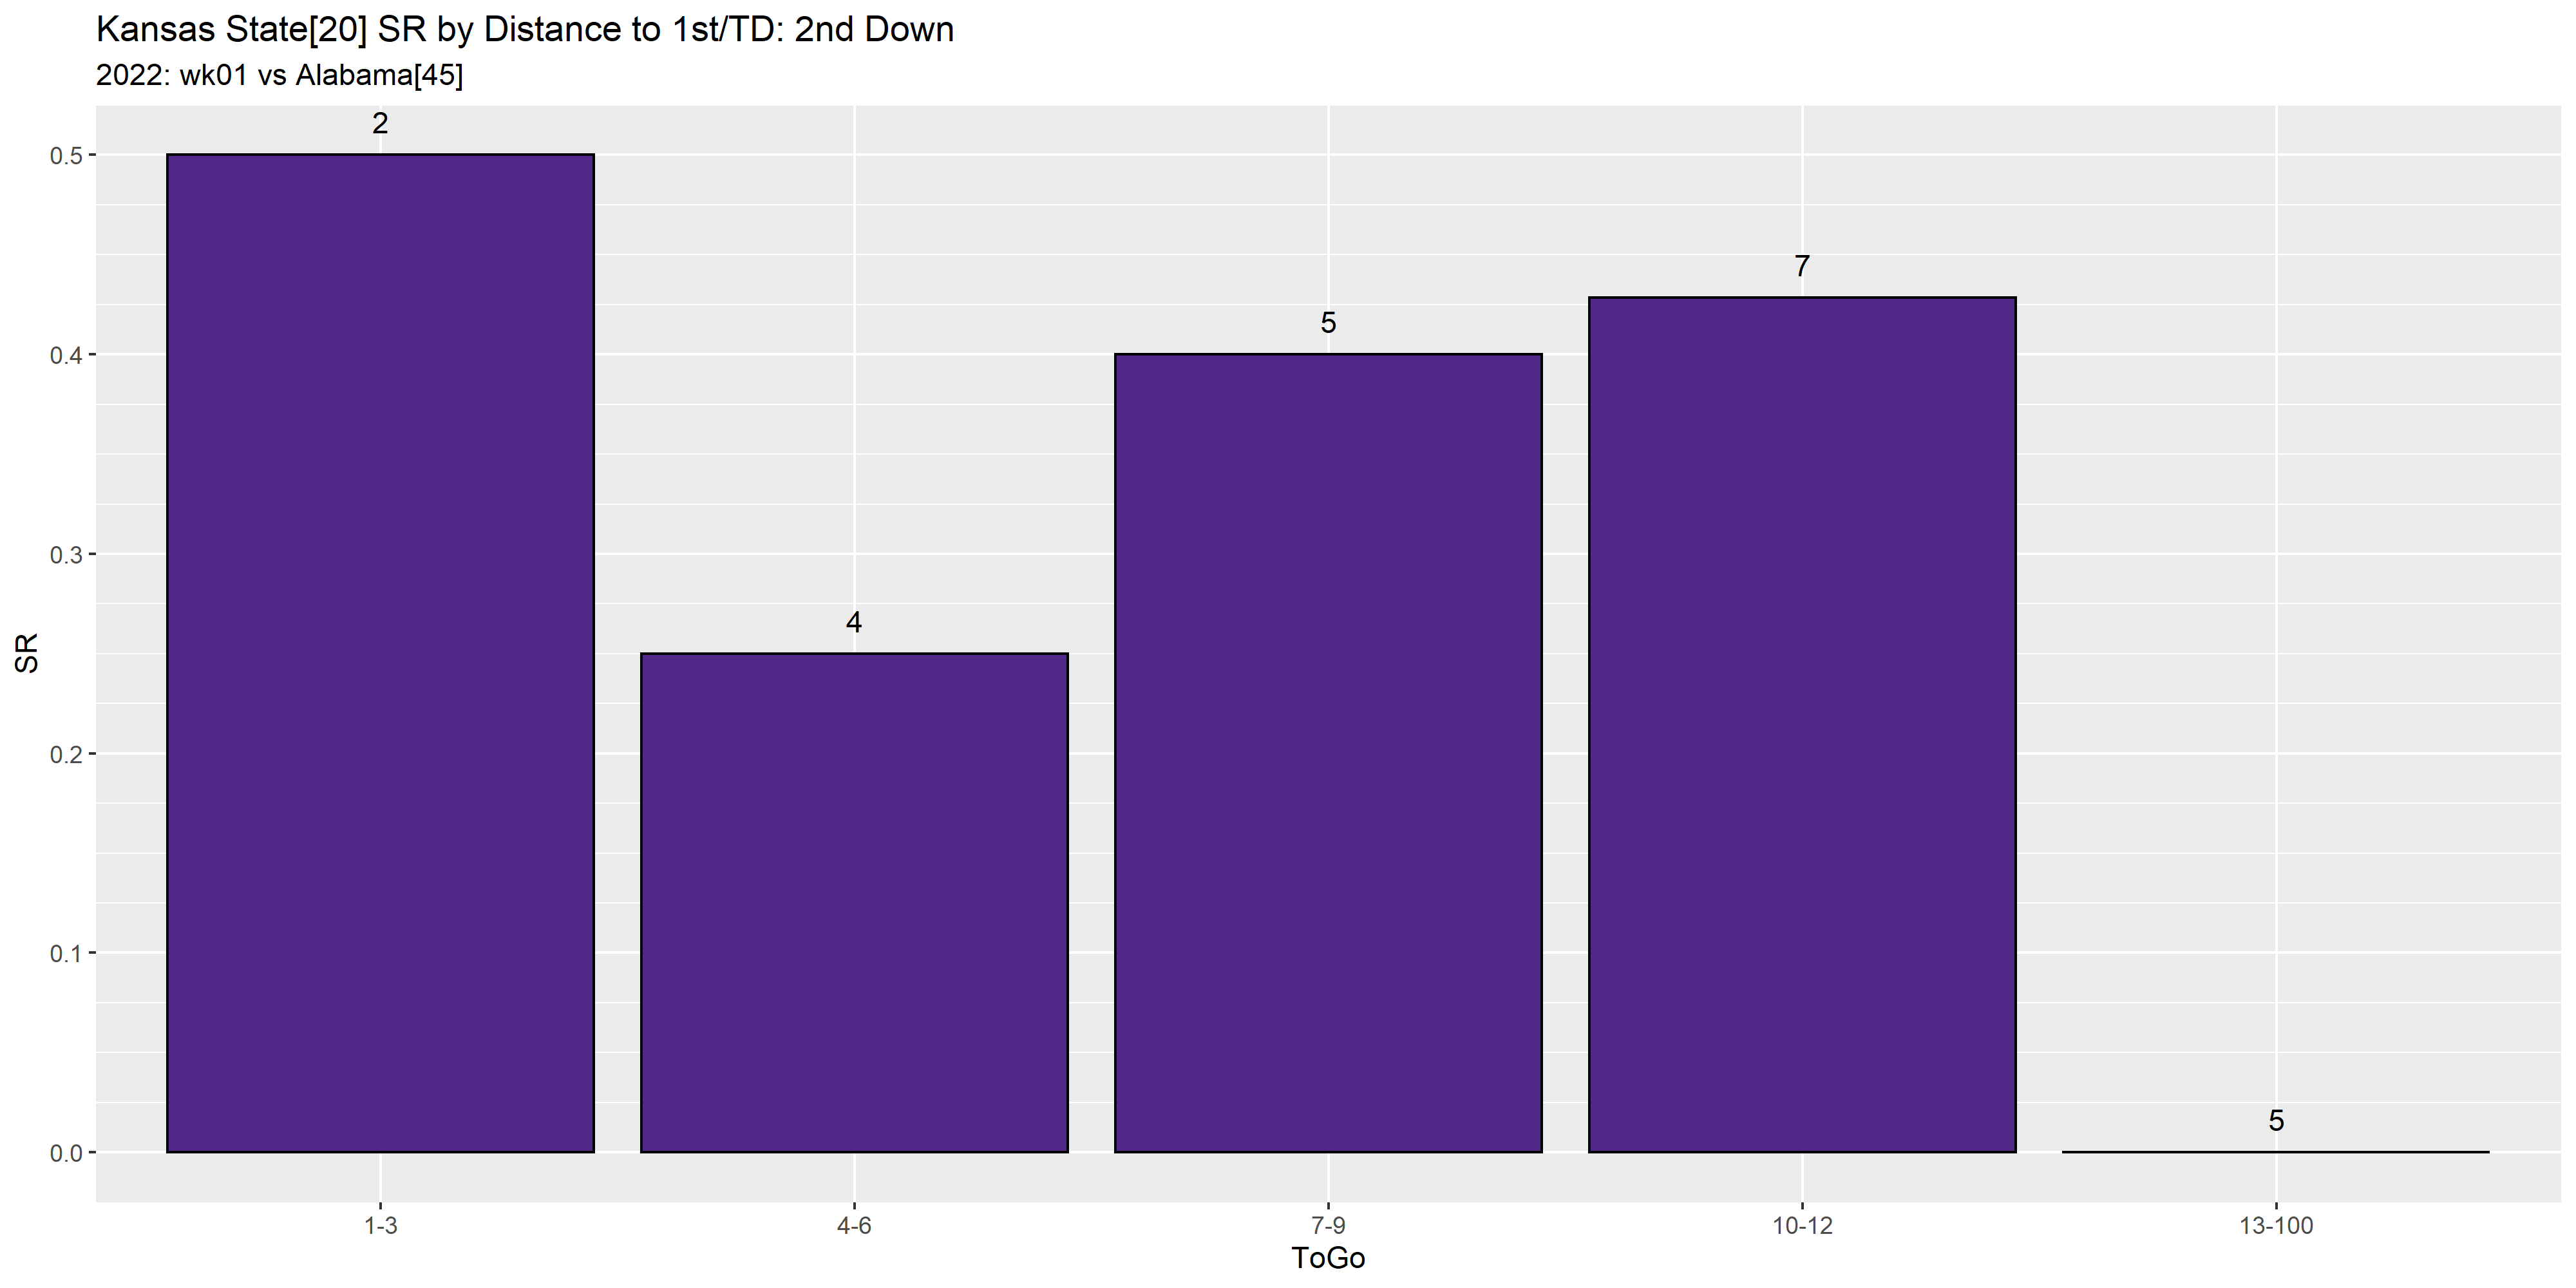 Kansas State[20] SR by Distance to 1st/TD: 2nd Down
2022: wk01 vs Alabama[45]
2
0.5
7
5
0.4
0.3
4
SR
0.2
0.1
5
0.0
1-3 4-6 7-9 10-12 13-100
ToGo